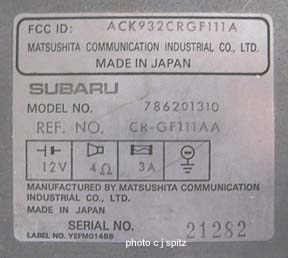 FCC ID: ACK932CRGF111A
MATSUSHITA COMMUNICATION INDUSTRIAL CO., LTD.
MADE IN JAPAN
SUBARU
MODEL NO. 786201310
REF. NO. CR-GF111AA
12V 4Ω 3A
MANUFACTURED BY MATSUSHITA COMMUNICATION
INDUSTRIAL CO., LTD.
MADE IN JAPAN
SERIAL NO. 21282
LABEL NO. YEFM01488
photo c j spitz